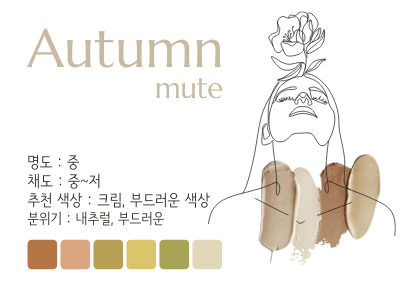 Autumn
mute
명도 : 중
채도 : 중~저
추천 색상 : 크림, 부드러운 색상
분위기 : 내추럴, 부드러운